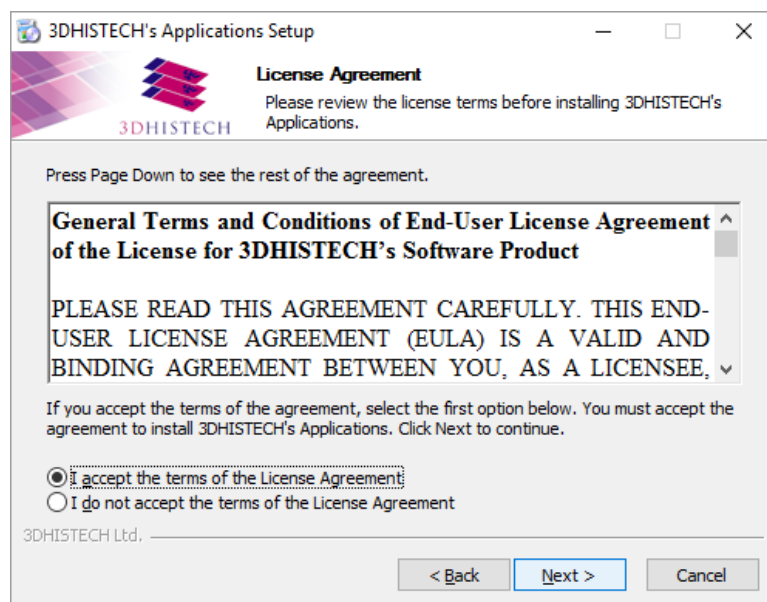 3DHISTECH's Applications Setup
License Agreement
Please review the license terms before installing 3DHISTECH's
Applications.
3DHISTECH
Press Page Down to see the rest of the agreement.
General Terms and Conditions of End-User License Agreement
of the License for 3DHISTECH’s Software Product
PLEASE READ THIS AGREEMENT CAREFULLY. THIS END-
USER LICENSE AGREEMENT (EULA) IS A VALID AND
BINDING AGREEMENT BETWEEN YOU, AS A LICENSEE,
If you accept the terms of the agreement, select the first option below. You must accept the
agreement to install 3DHISTECH's Applications. Click Next to continue.
I accept the terms of the License Agreement
I do not accept the terms of the License Agreement
3DHISTECH Ltd.
< Back
Next >
Cancel